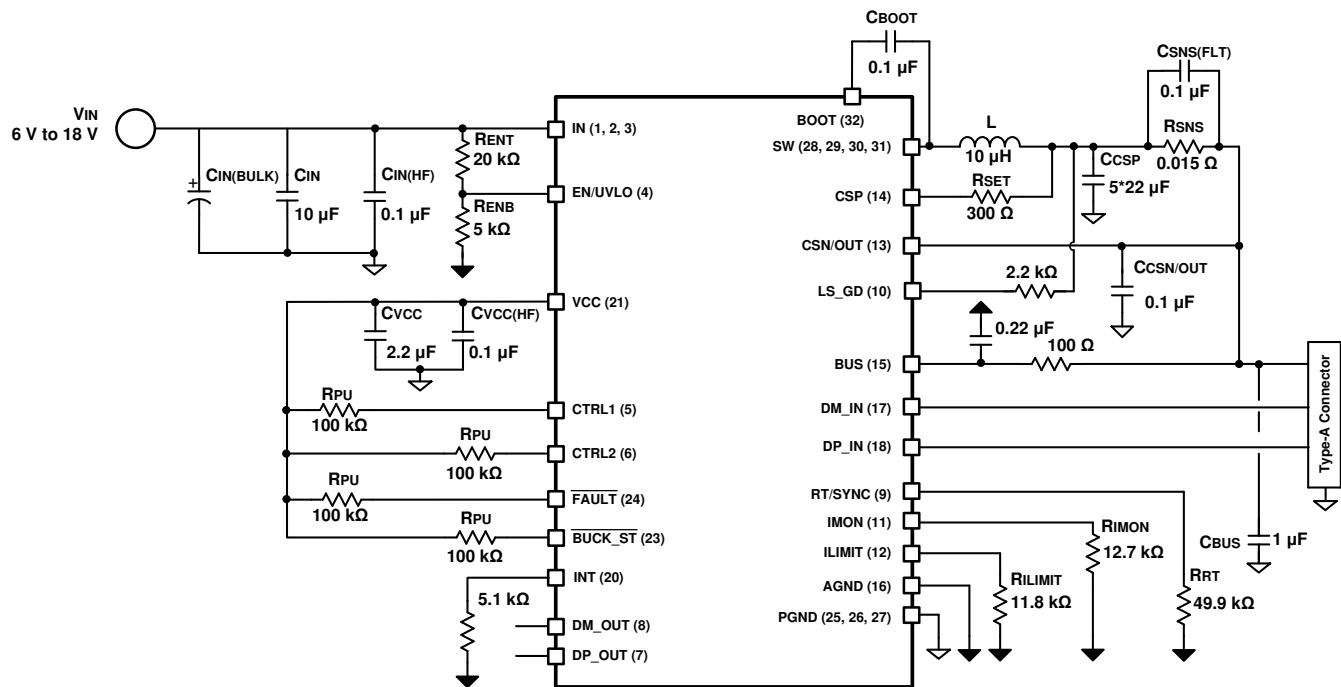 CBOOT
0.1 µF
CSNS(FLT)
0.1 µF
VIN
6 V to 18 V
BOOT (32)
IN (1, 2, 3)
SW (28, 29, 30, 31)
L
10 µH
RSNS
0.015 Ω
RENT
20 kΩ
CIN(BULK)
+
CIN
10 µF
CIN(HF)
0.1 µF
EN/UVLO (4)
RENB
5 kΩ
CSP (14)
RSET
300 Ω
CCSP
5*22 µF
CSN/OUT (13)
CCSN/OUT
0.1 µF
LS_GD (10)
2.2 kΩ
VCC (21)
CVCC
2.2 µF
CVCC(HF)
0.1 µF
0.22 µF
BUS (15)
100 Ω
RPU
100 kΩ
CTRL1 (5)
DM_IN (17)
RPU
100 kΩ
CTRL2 (6)
DP_IN (18)
Type-A Connector
RPU
100 kΩ
FAULT (24)
RT/SYNC (9)
RPU
100 kΩ
BUCK_ST (23)
IMON (11)
RIMON
12.7 kΩ
CBUS
1 µF
INT (20)
5.1 kΩ
ILIMIT (12)
RILIMIT
11.8 kΩ
RRT
49.9 kΩ
AGND (16)
DM_OUT (8)
PGND (25, 26, 27)
DP_OUT (7)